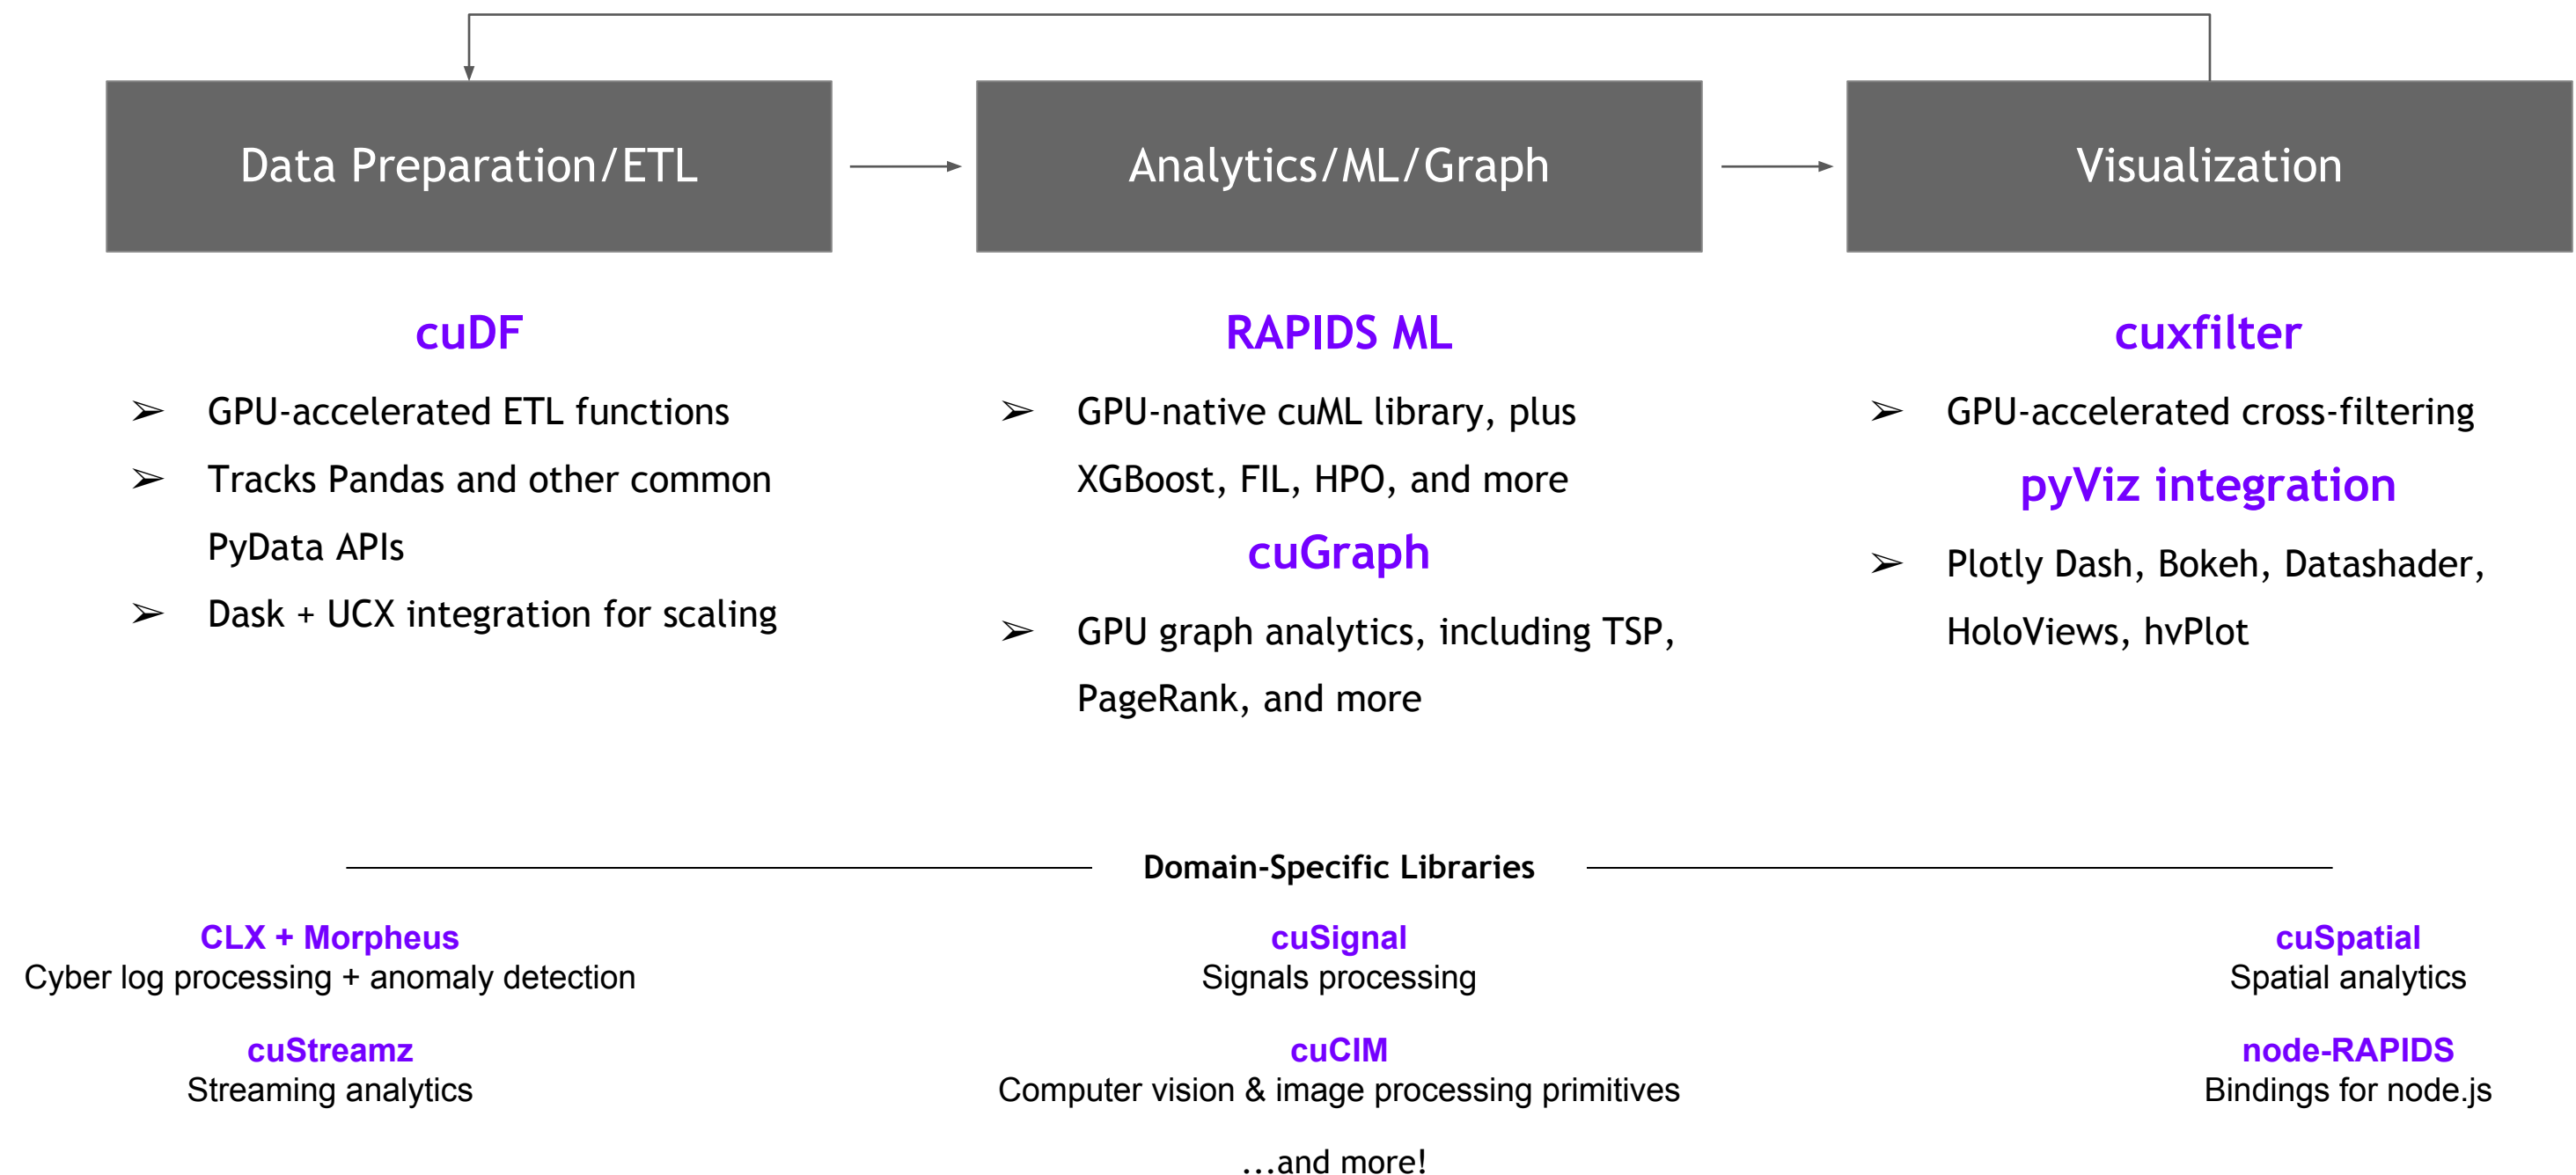 Data Preparation/ETL
Analytics/ML/Graph
Visualization
cuDF
➢ GPU-accelerated ETL functions
➢ Tracks Pandas and other common
PyData APIs
➢ Dask + UCX integration for scaling
RAPIDS ML
➢ GPU-native cuML library, plus
XGBoost, FIL, HPO, and more
cuGraph
➢ GPU graph analytics, including TSP,
PageRank, and more
cuxfilter
➢ GPU-accelerated cross-filtering
pyViz integration
➢ Plotly Dash, Bokeh, Datashader,
HoloViews, hvPlot
Domain-Specific Libraries
CLX + Morpheus
Cyber log processing + anomaly detection
cuSignal
Signals processing
cuSpatial
Spatial analytics
cuStreamz
Streaming analytics
cuCIM
Computer vision & image processing primitives
node-RAPIDS
Bindings for node.js
...and more!